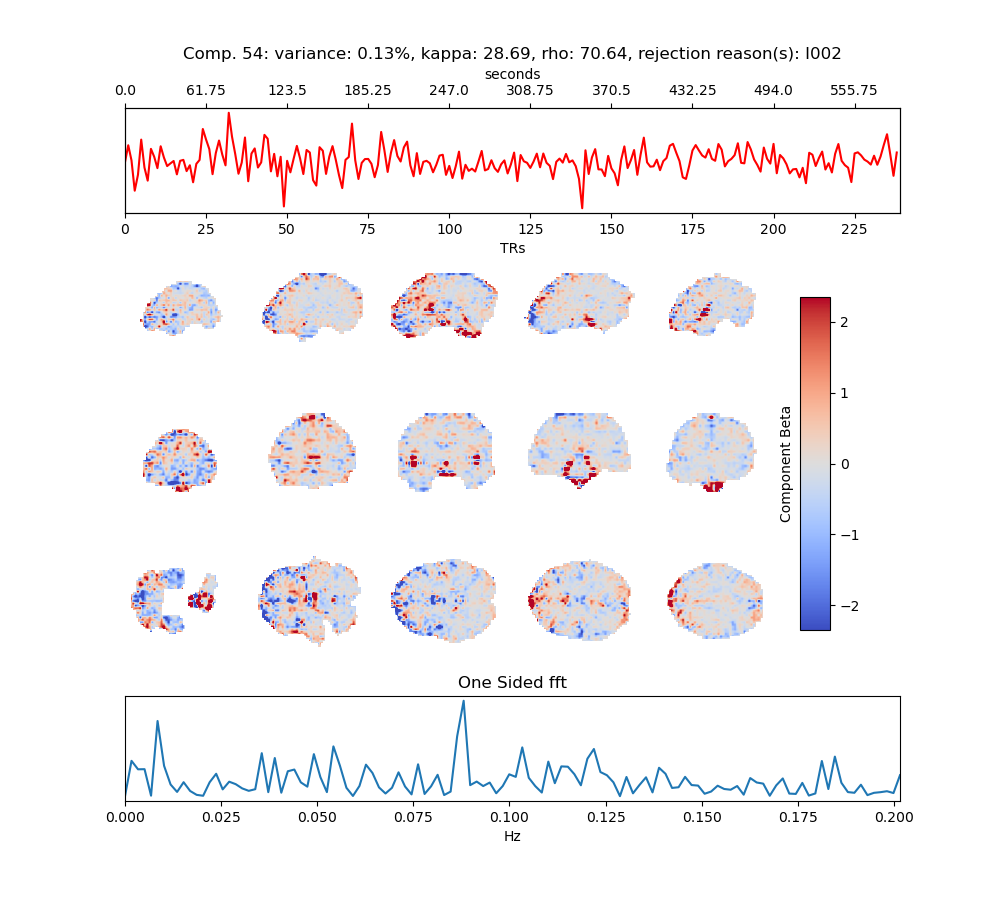 Comp. 54: variance: 0.13%, kappa: 28.69, rho: 70.64, rejection reason(s): I002
seconds
0.0 61.75 123.5 185.25 247.0 308.75 370.5 432.25 494.0 555.75
0 25 50 75 100 125 150 175 200 225
TRs
Component Beta
2
1
0
−1
−2
One Sided fft
0.000 0.025 0.050 0.075 0.100 0.125 0.150 0.175 0.200
Hz